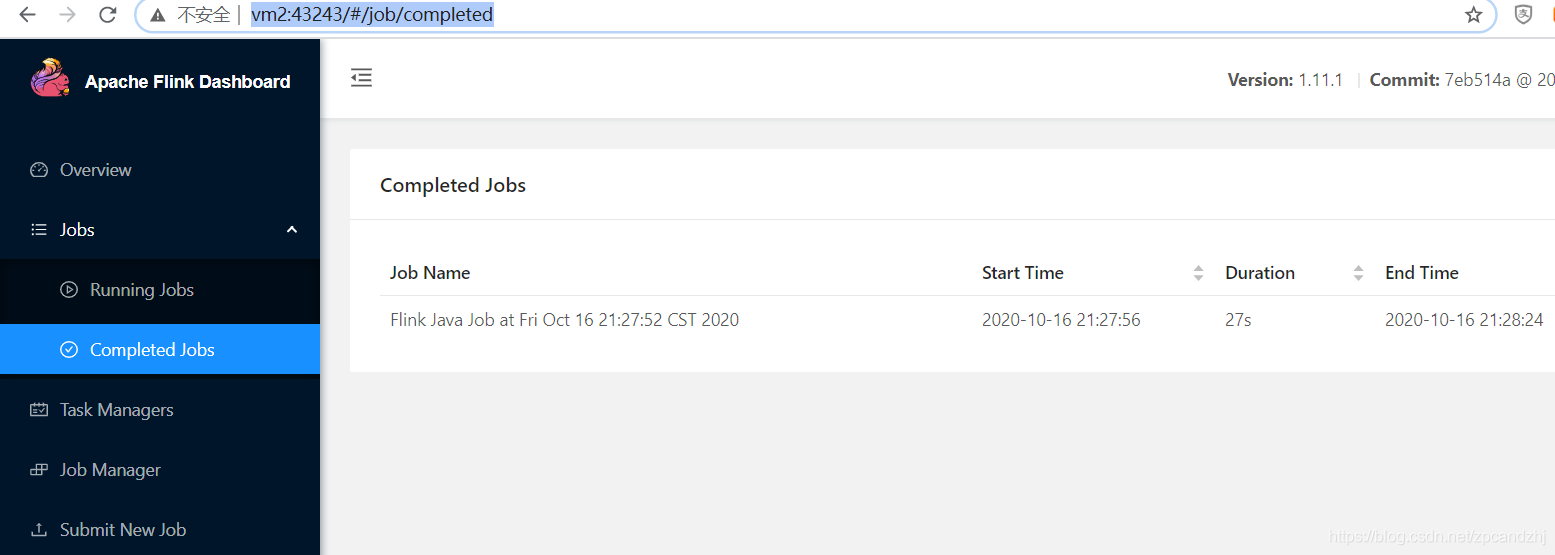 不安全 vm2:43243/#/job/completed
Apache Flink Dashboard
Version: 1.11.1 Commit: 7eb514a @ 20
Overview
Completed Jobs
Jobs
Job Name Start Time Duration End Time
Running Jobs
Flink Java Job at Fri Oct 16 21:27:52 CST 2020 2020-10-16 21:27:56 27s 2020-10-16 21:28:24
Completed Jobs
Task Managers
Job Manager
Submit New Job
https://blog.csdn.net/zpcandzhj